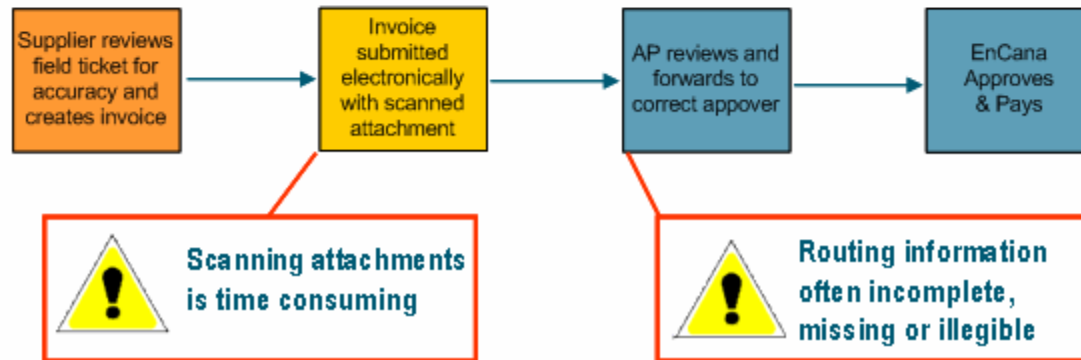 Supplier reviews
field ticket for
accuracy and
creates invoice
Invoice
submitted
electronically
with scanned
attachment
AP reviews and
forwards to
correct appover
EnCana
Approves
& Pays
Scanning attachments
is time consuming
Routing information
often incomplete,
missing or illegible